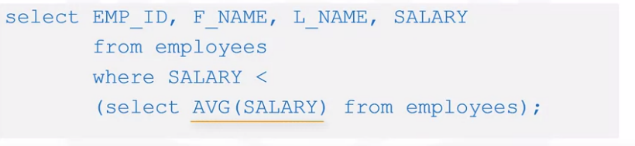 select EMP_ID, F_NAME, L_NAME, SALARY
from employees
where SALARY <
(select AVG(SALARY) from employees);